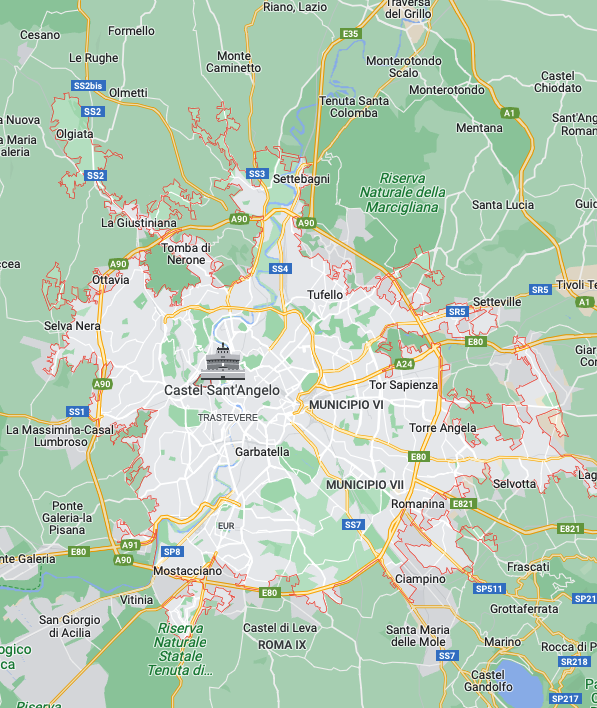 Riano, Lazio
Traversa
del Grillo
Cesano
Formello
E35
Le Rughe
Monte
Caminetto
Monterotondo
Scalo
Castel
Chiodato
SS2bis
Olmetti
Monterotondo
SS2
Tenuta Santa
Colomba
A1
a Nuova
Sant'Ang
Roman
Olgiata
Mentana
a Maria
aleria
SS2
SS3
Settebagni
Riserva
Naturale della
Marcigliana
Santa Lucia
Guid
La Giustiniana
A90
A90
Tomba di
Nerone
ccea
A90
SS4
Ottavia
Tufello
SR5
Tivoli Te
Setteville
A1
SR5
Selva Nera
E80
Giar
Cor
A24
A90
Castel Sant'Angelo
Tor Sapienza
SS1
TRASTEVERE
MUNICIPIO VI
La Massimina-Casal
Lumbroso
Torre Angela
Garbatella
E80
Lag
MUNICIPIO VII
Selvotta
Ponte
Galeria-la
Pisana
Romanina
E821
EUR
SS7
E821
A91
E80
SP8
nte Galeria
A90
Frascati
Mostacciano
Ciampino
SP511
E80
SP21
Vitinia
Grottaferrata
San Giorgio
di Acilia
Riserva
Naturale
Statale
Tenuta di...
Castel di Leva
Santa Maria
delle Mole
ROMA IX
Marino
Rocca di P
ogico
ca
SS7
SR218
Castel
Gandolfo
Pa
SP217
Riserva